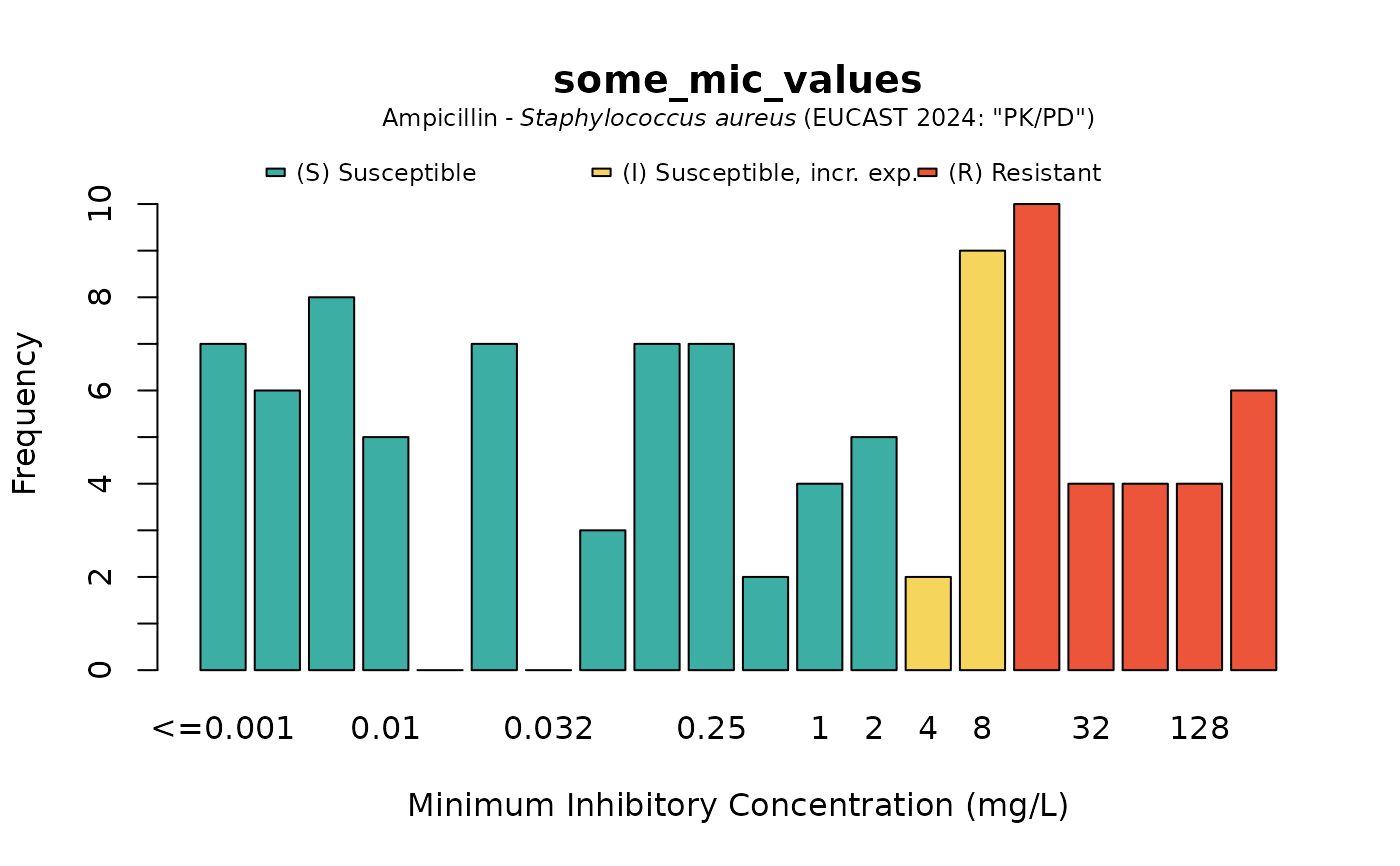 some_mic_values
Ampicillin - Staphylococcus aureus (EUCAST 2024: "PK/PD")
(S) Susceptible (I) Susceptible, incr. exp. (R) Resistant
10
8
6
4
2
0
Frequency
<=0.001 0.01 0.032 0.25 1 2 4 8 32 128
Minimum Inhibitory Concentration (mg/L)